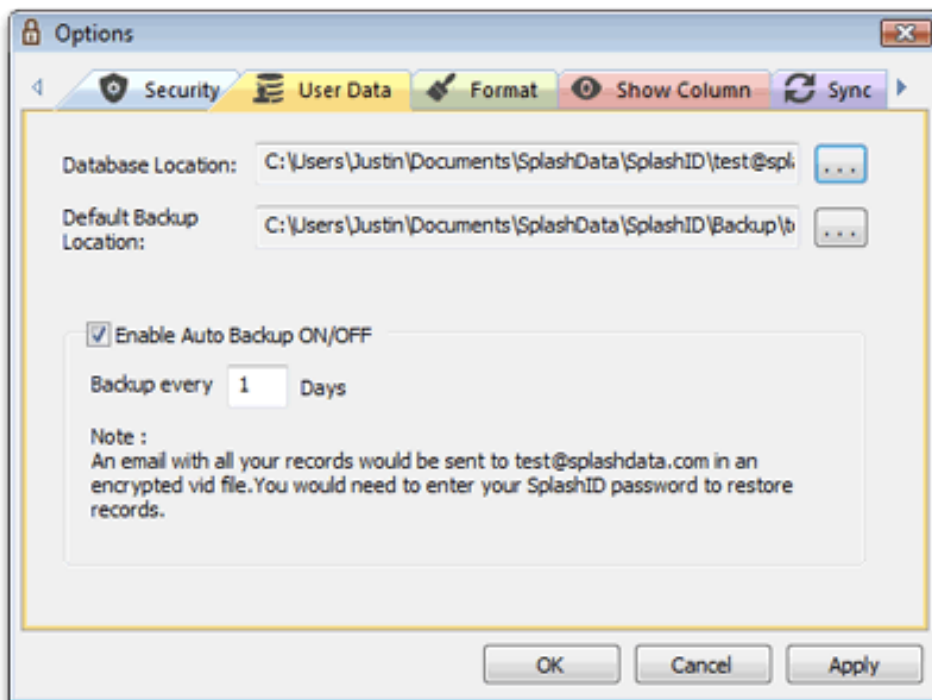 Options
Security User Data Format Show Column Sync
Database Location: C:\Users\Justin\Documents\SplashData\SplashID\test@spl
...
Default Backup
Location:
C:\Users\Justin\Documents\SplashData\SplashID\Backup\t
...
Enable Auto Backup ON/OFF
Backup every 1 Days
Note :
An email with all your records would be sent to test@splashdata.com in an
encrypted vid file.You would need to enter your SplashID password to restore
records.
OK Cancel Apply